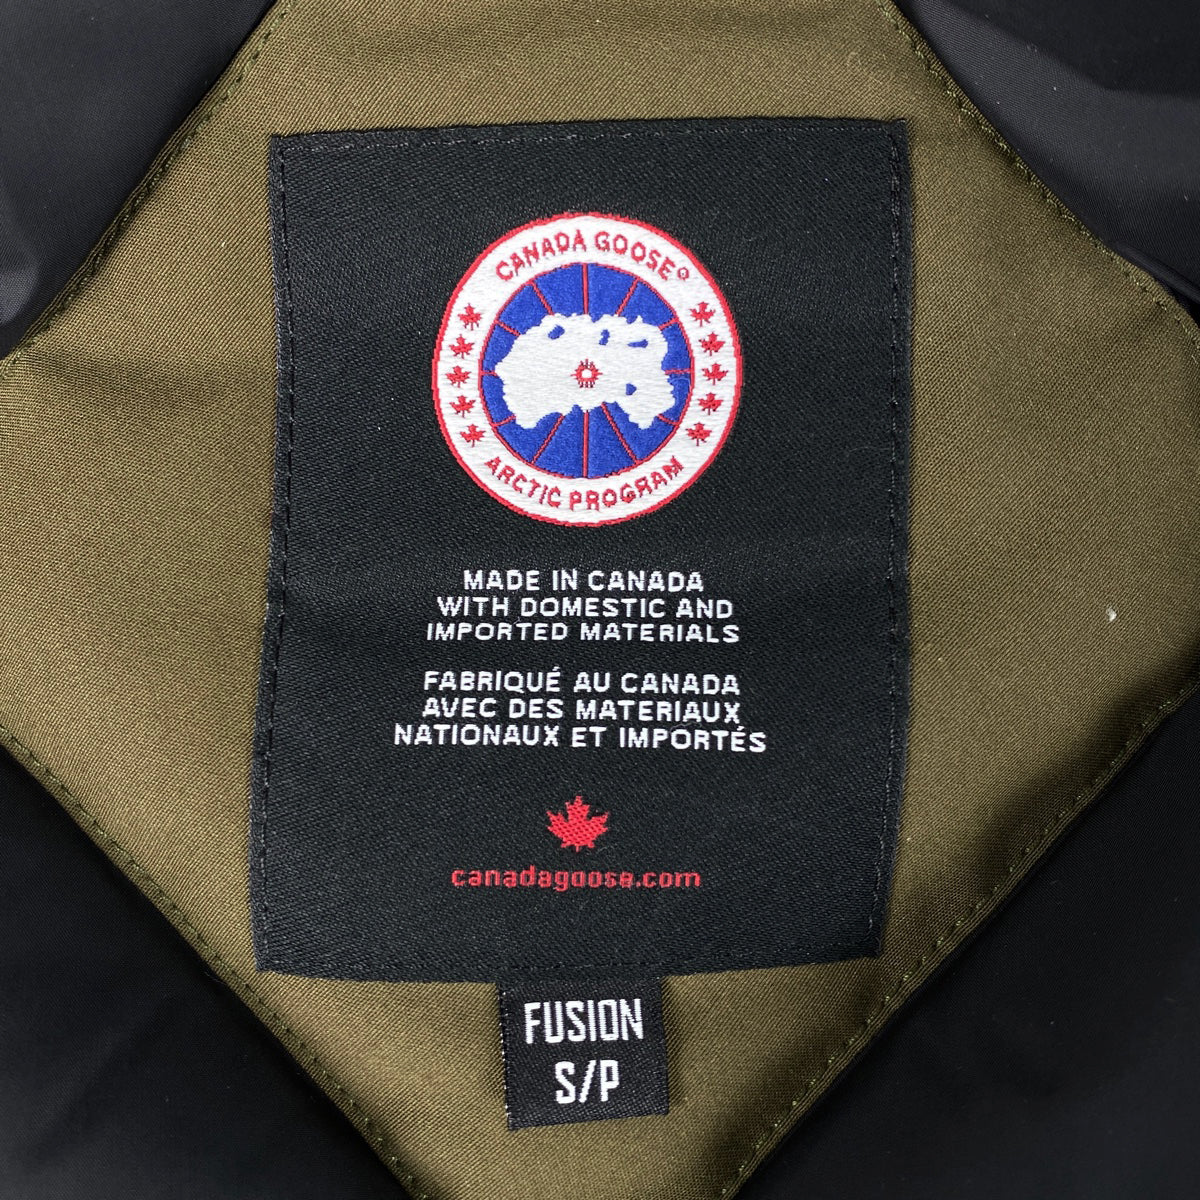 CANADA GOOSE®
ARCTIC PROGRAM
MADE IN CANADA
WITH DOMESTIC AND
IMPORTED MATERIALS
FABRIQUÉ AU CANADA
AVEC DES MATERIAUX
NATIONAUX ET IMPORTÉS
canadagoose.com
FUSION
S/P